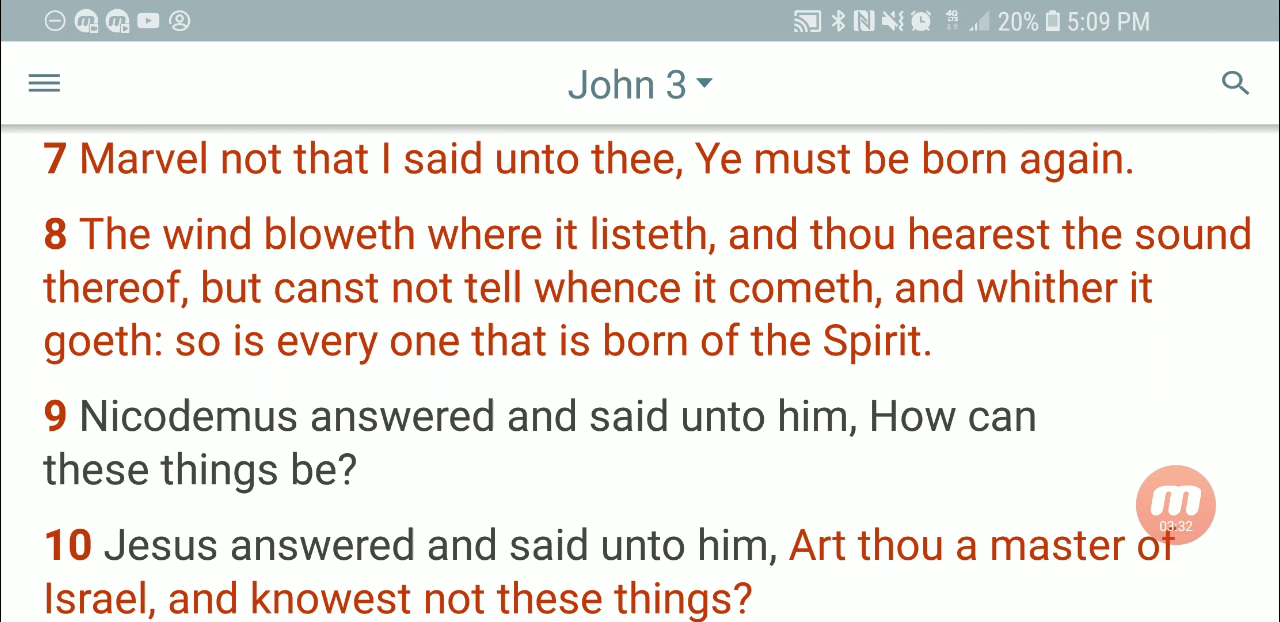 20% 5:09 PM
John 3
7 Marvel not that I said unto thee, Ye must be born again.
8 The wind bloweth where it listeth, and thou hearest the sound
thereof, but canst not tell whence it cometh, and whither it
goeth: so is every one that is born of the Spirit.
9 Nicodemus answered and said unto him, How can
these things be?
m
03:32
10 Jesus answered and said unto him, Art thou a master of
Israel, and knowest not these things?